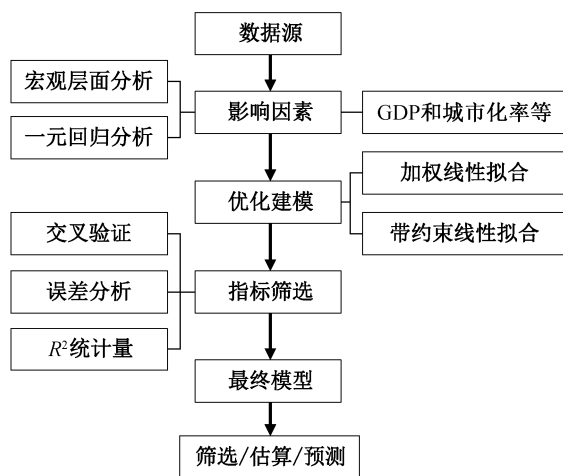 数据源
宏观层面分析
影响因素
GDP和城市化率等
一元回归分析
加权线性拟合
优化建模
带约束线性拟合
交叉验证
误差分析
指标筛选
R²统计量
最终模型
筛选/估算/预测